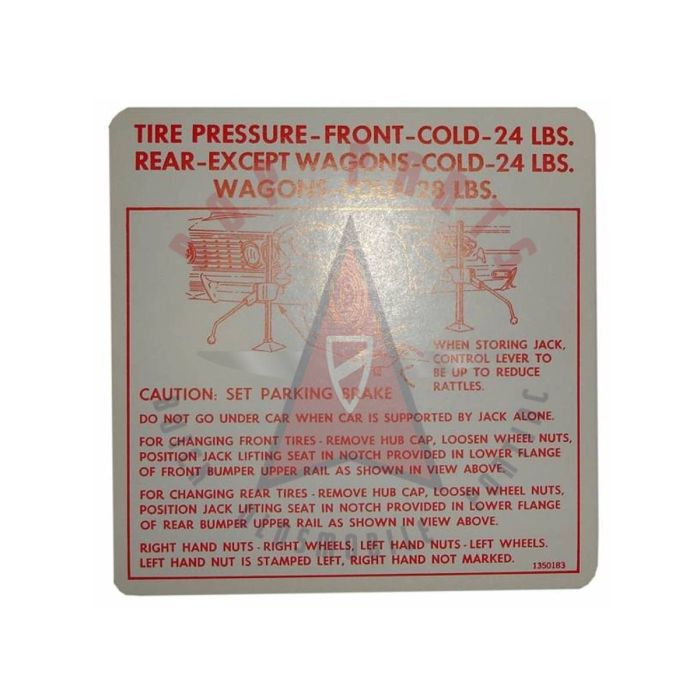 TIRE PRESSURE-FRONT-COLD-24 LBS.
REAR-EXCEPT WAGONS-COLD-24 LBS.
WAGONS-COLD-28 LBS.
WHEN STORING JACK,
CONTROL LEVER TO
BE UP TO REDUCE
RATTLES.
CAUTION: SET PARKING BRAKE
DO NOT GO UNDER CAR WHEN CAR IS SUPPORTED BY JACK ALONE.
FOR CHANGING FRONT TIRES - REMOVE HUB CAP, LOOSEN WHEEL NUTS,
POSITION JACK LIFTING SEAT IN NOTCH PROVIDED IN LOWER FLANGE
OF FRONT BUMPER UPPER RAIL AS SHOWN IN VIEW ABOVE.
FOR CHANGING REAR TIRES - REMOVE HUB CAP, LOOSEN WHEEL NUTS,
POSITION JACK LIFTING SEAT IN NOTCH PROVIDED IN LOWER FLANGE
OF REAR BUMPER UPPER RAIL AS SHOWN IN VIEW ABOVE.
RIGHT HAND NUTS - RIGHT WHEELS, LEFT HAND NUTS - LEFT WHEELS.
LEFT HAND NUT IS STAMPED LEFT, RIGHT HAND NOT MARKED.
1350183
BOP PARTS
BUICK OLDSMOBILE PONTIAC